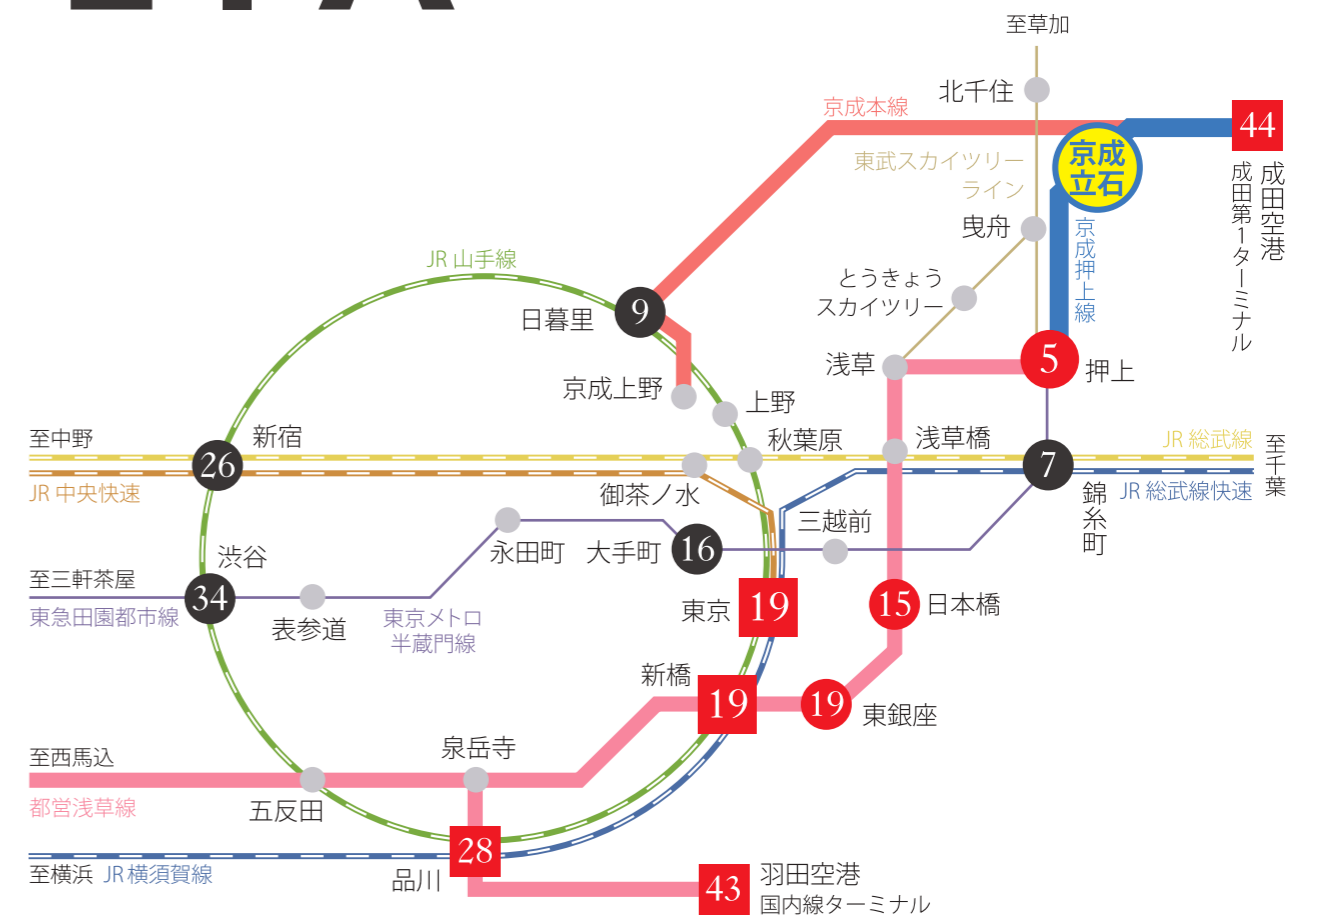 至草加
北千住
京成本線
44
東武スカイツリー
ライン
京成
立石
成田空港
成田第1ターミナル
曳舟
京成押上線
JR 山手線
とうきょう
スカイツリー
日暮里
9
浅草
5
押上
京成上野
上野
至中野
新宿
秋葉原
浅草橋
JR 総武線
至千葉
26
7
JR 中央快速
御茶ノ水
JR 総武線快速
錦糸町
三越前
永田町
大手町
16
渋谷
至三軒茶屋
34
東急田園都市線
表参道
東京メトロ
半蔵門線
東京
19
15
日本橋
新橋
19
19
東銀座
泉岳寺
至西馬込
都営浅草線
五反田
28
品川
至横浜
JR 横須賀線
43
羽田空港
国内線ターミナル